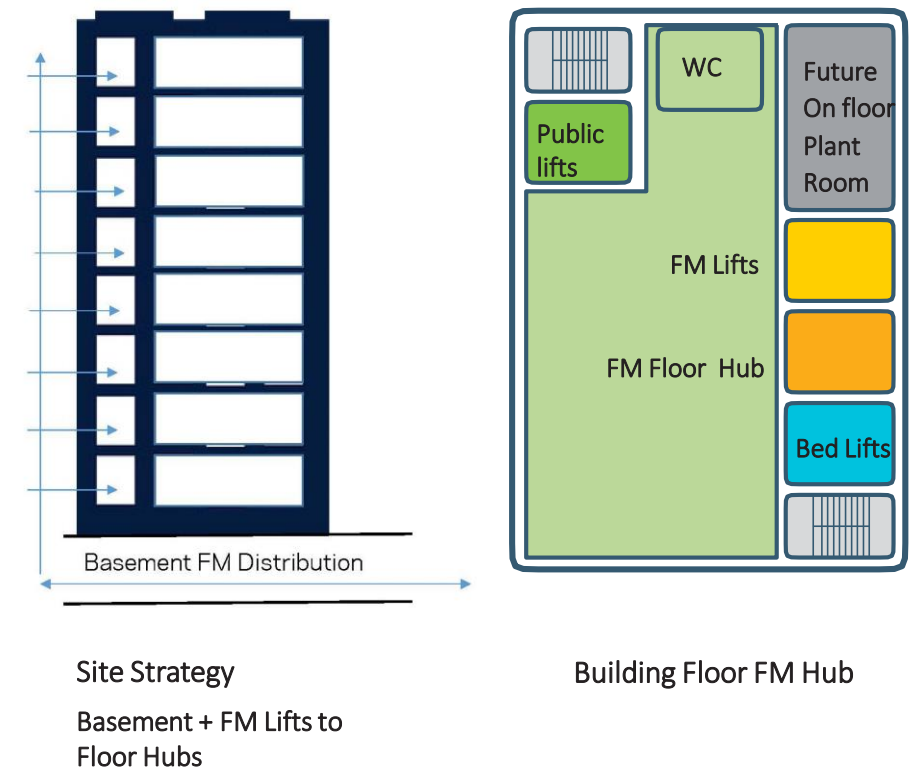 WC
Future
On floor
Plant
Room
Public
lifts
FM Lifts
FM Floor Hub
Bed Lifts
Basement FM Distribution
Site Strategy
Building Floor FM Hub
Basement + FM Lifts to
Floor Hubs